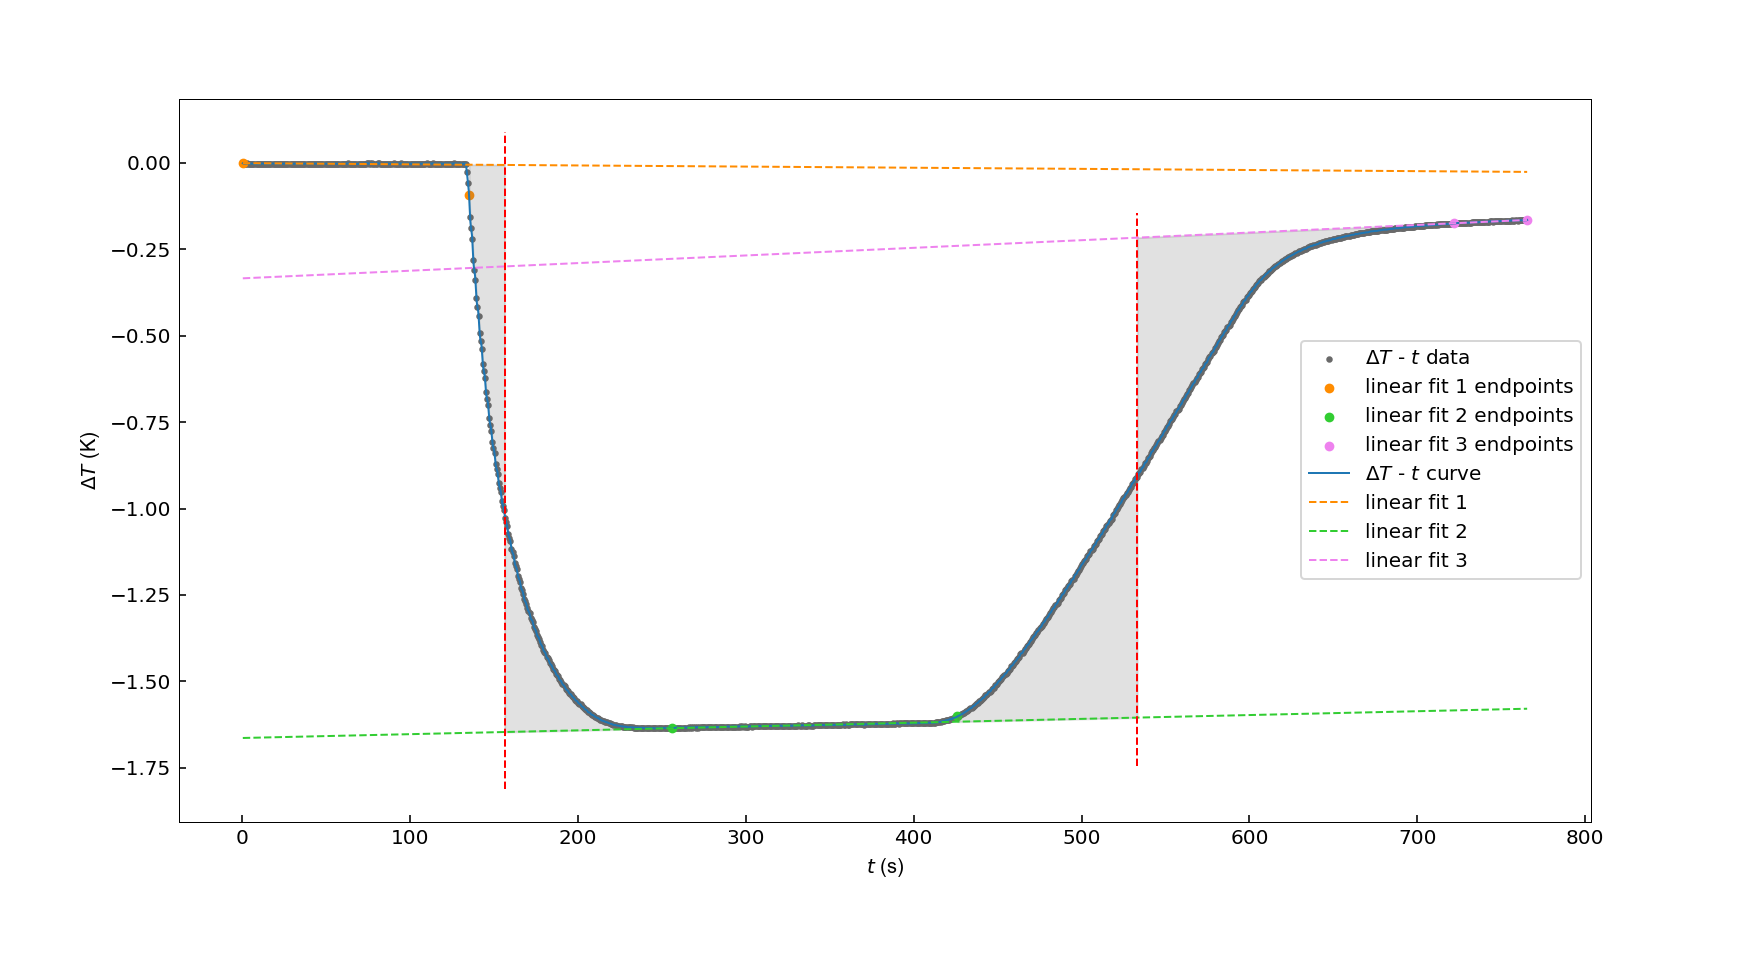 0.00
−0.25
−0.50
−0.75
−1.00
−1.25
−1.50
−1.75
ΔT (K)
0 100 200 300 400 500 600 700 800
t (s)
ΔT - t data
linear fit 1 endpoints
linear fit 2 endpoints
linear fit 3 endpoints
ΔT - t curve
linear fit 1
linear fit 2
linear fit 3